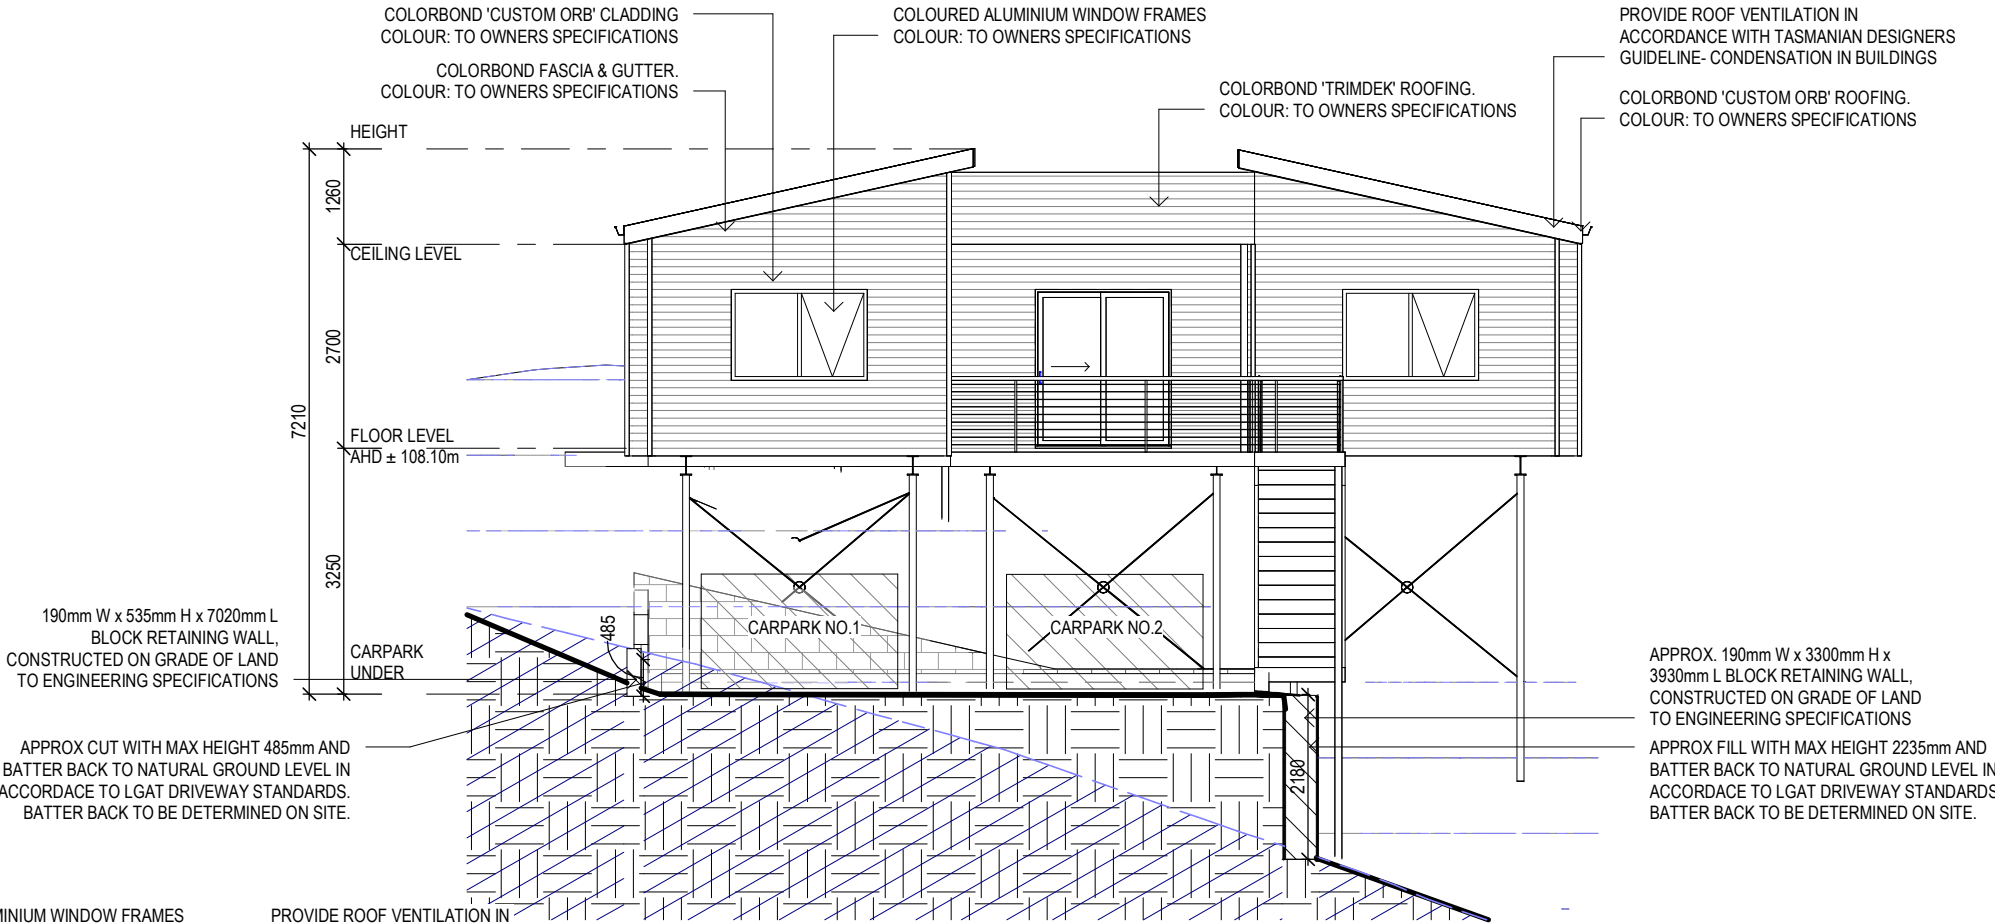 COLORBOND 'CUSTOM ORB' CLADDING
COLOUR: TO OWNERS SPECIFICATIONS
COLORBOND FASCIA & GUTTER.
COLOUR: TO OWNERS SPECIFICATIONS
COLOURED ALUMINIUM WINDOW FRAMES
COLOUR: TO OWNERS SPECIFICATIONS
COLORBOND 'TRIMDEK' ROOFING.
COLOUR: TO OWNERS SPECIFICATIONS
PROVIDE ROOF VENTILATION IN
ACCORDANCE WITH TASMANIAN DESIGNERS
GUIDELINE- CONDENSATION IN BUILDINGS
COLORBOND 'CUSTOM ORB' ROOFING.
COLOUR: TO OWNERS SPECIFICATIONS
HEIGHT
1260
CEILING LEVEL
2700
7210
FLOOR LEVEL
AHD ± 108.10m
3250
CARPARK
UNDER
485
CARPARK NO.1
CARPARK NO.2
2180
190mm W x 535mm H x 7020mm L
BLOCK RETAINING WALL,
CONSTRUCTED ON GRADE OF LAND
TO ENGINEERING SPECIFICATIONS
APPROX CUT WITH MAX HEIGHT 485mm AND
BATTER BACK TO NATURAL GROUND LEVEL IN
ACCORDACE TO LGAT DRIVEWAY STANDARDS.
BATTER BACK TO BE DETERMINED ON SITE.
APPROX. 190mm W x 3300mm H x
3930mm L BLOCK RETAINING WALL,
CONSTRUCTED ON GRADE OF LAND
TO ENGINEERING SPECIFICATIONS
APPROX FILL WITH MAX HEIGHT 2235mm AND
BATTER BACK TO NATURAL GROUND LEVEL IN
ACCORDACE TO LGAT DRIVEWAY STANDARDS
BATTER BACK TO BE DETERMINED ON SITE.
MINIUM WINDOW FRAMES
PROVIDE ROOF VENTILATION IN